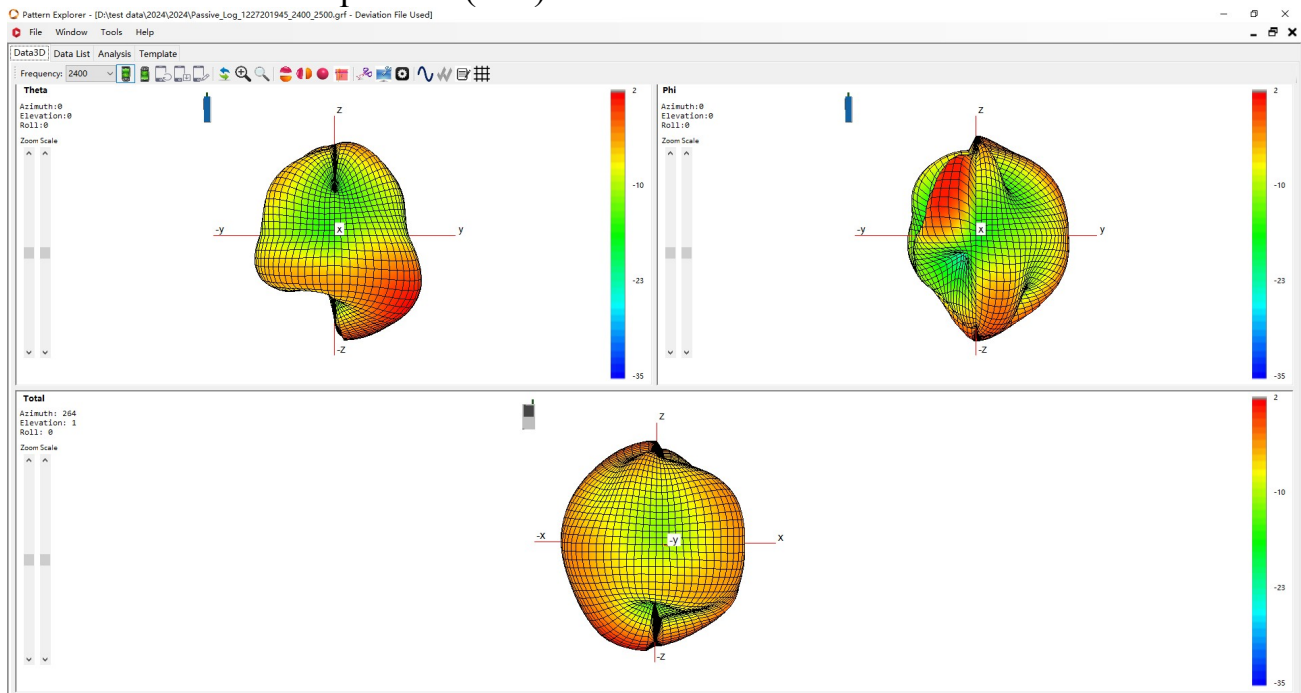 Pattern Explorer - [D:\test data\2024\2024\Passive_Log_1227201945_2400_2500.grf - Deviation File Used]
File Window Tools Help
Data3D Data List Analysis Template
Frequency: 2400
Theta
Azimuth:0
Elevation:0
Roll:0
Zoom Scale
z
-y
x
y
-z
2
-10
-23
-35
Phi
Azimuth:0
Elevation:0
Roll:0
Zoom Scale
z
-y
x
y
-z
2
-10
-23
-35
Total
Azimuth: 264
Elevation: 1
Roll: 0
Zoom Scale
z
-x
-y
x
-z
2
-10
-23
-35